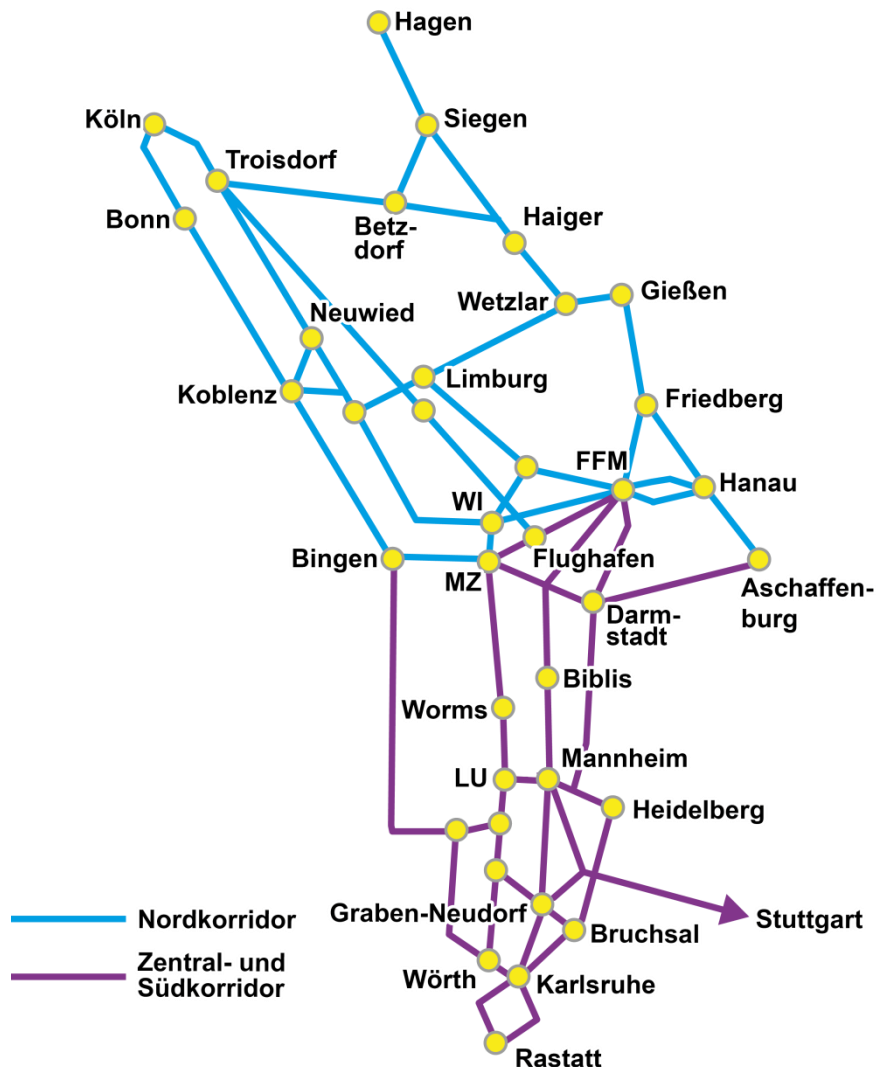 Hagen
Köln
Siegen
Troisdorf
Bonn
Betz-
dorf
Haiger
Wetzlar
Gießen
Neuwied
Limburg
Koblenz
Friedberg
FFM
Hanau
WI
Bingen
MZ
Flughafen
Aschaffen-
burg
Darm-
stadt
Biblis
Worms
Mannheim
LU
Heidelberg
Graben-Neudorf
Nordkorridor
Stuttgart
Bruchsal
Zentral- und
Südkorridor
Wörth
Karlsruhe
Rastatt